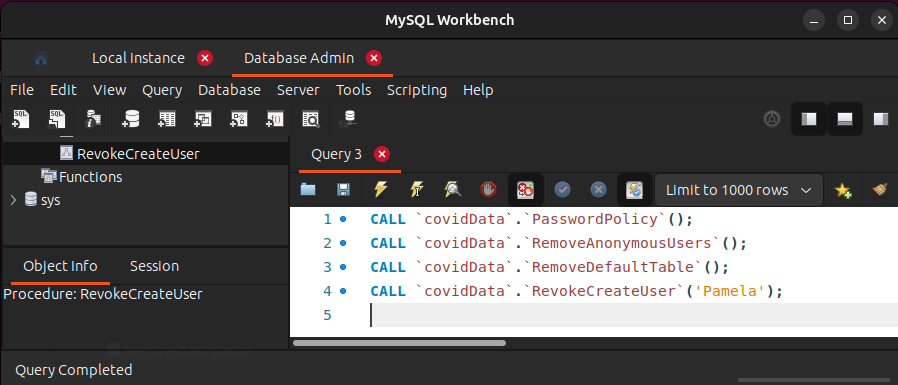 MySQL Workbench
Local Instance
Database Admin
File Edit View Query Database Server Tools Scripting Help
RevokeCreateUser
Functions
sys
Query 3
Limit to 1000 rows
1 CALL `covidData`.`PasswordPolicy`();
2 CALL `covidData`.`RemoveAnonymousUsers`();
3 CALL `covidData`.`RemoveDefaultTable`();
4 CALL `covidData`.`RevokeCreateUser`('Pamela');
5
Object Info Session
Procedure: RevokeCreateUser
Query Completed